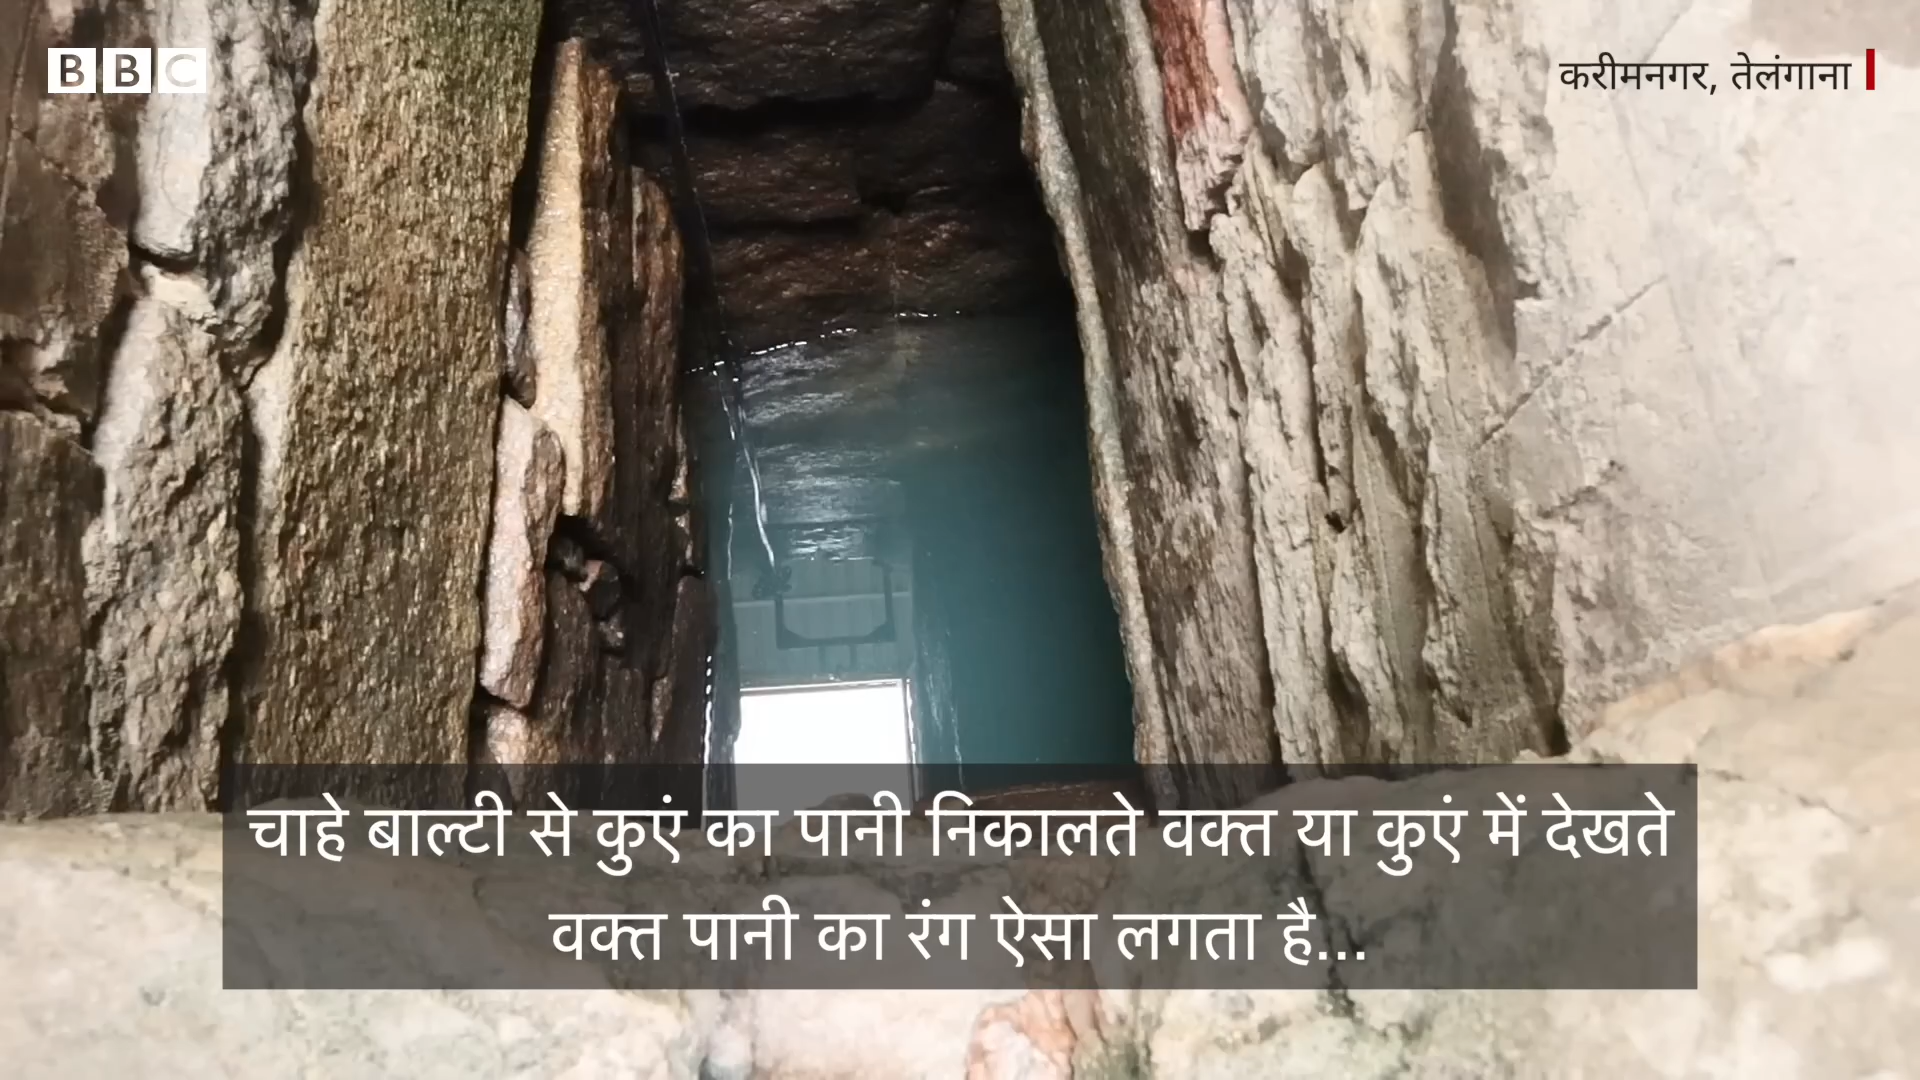 BBC
करीमनगर, तेलंगाना
चाहे बाल्टी से कुएं का पानी निकालते वक्त या कुएं में देखते
वक्त पानी का रंग ऐसा लगता है...